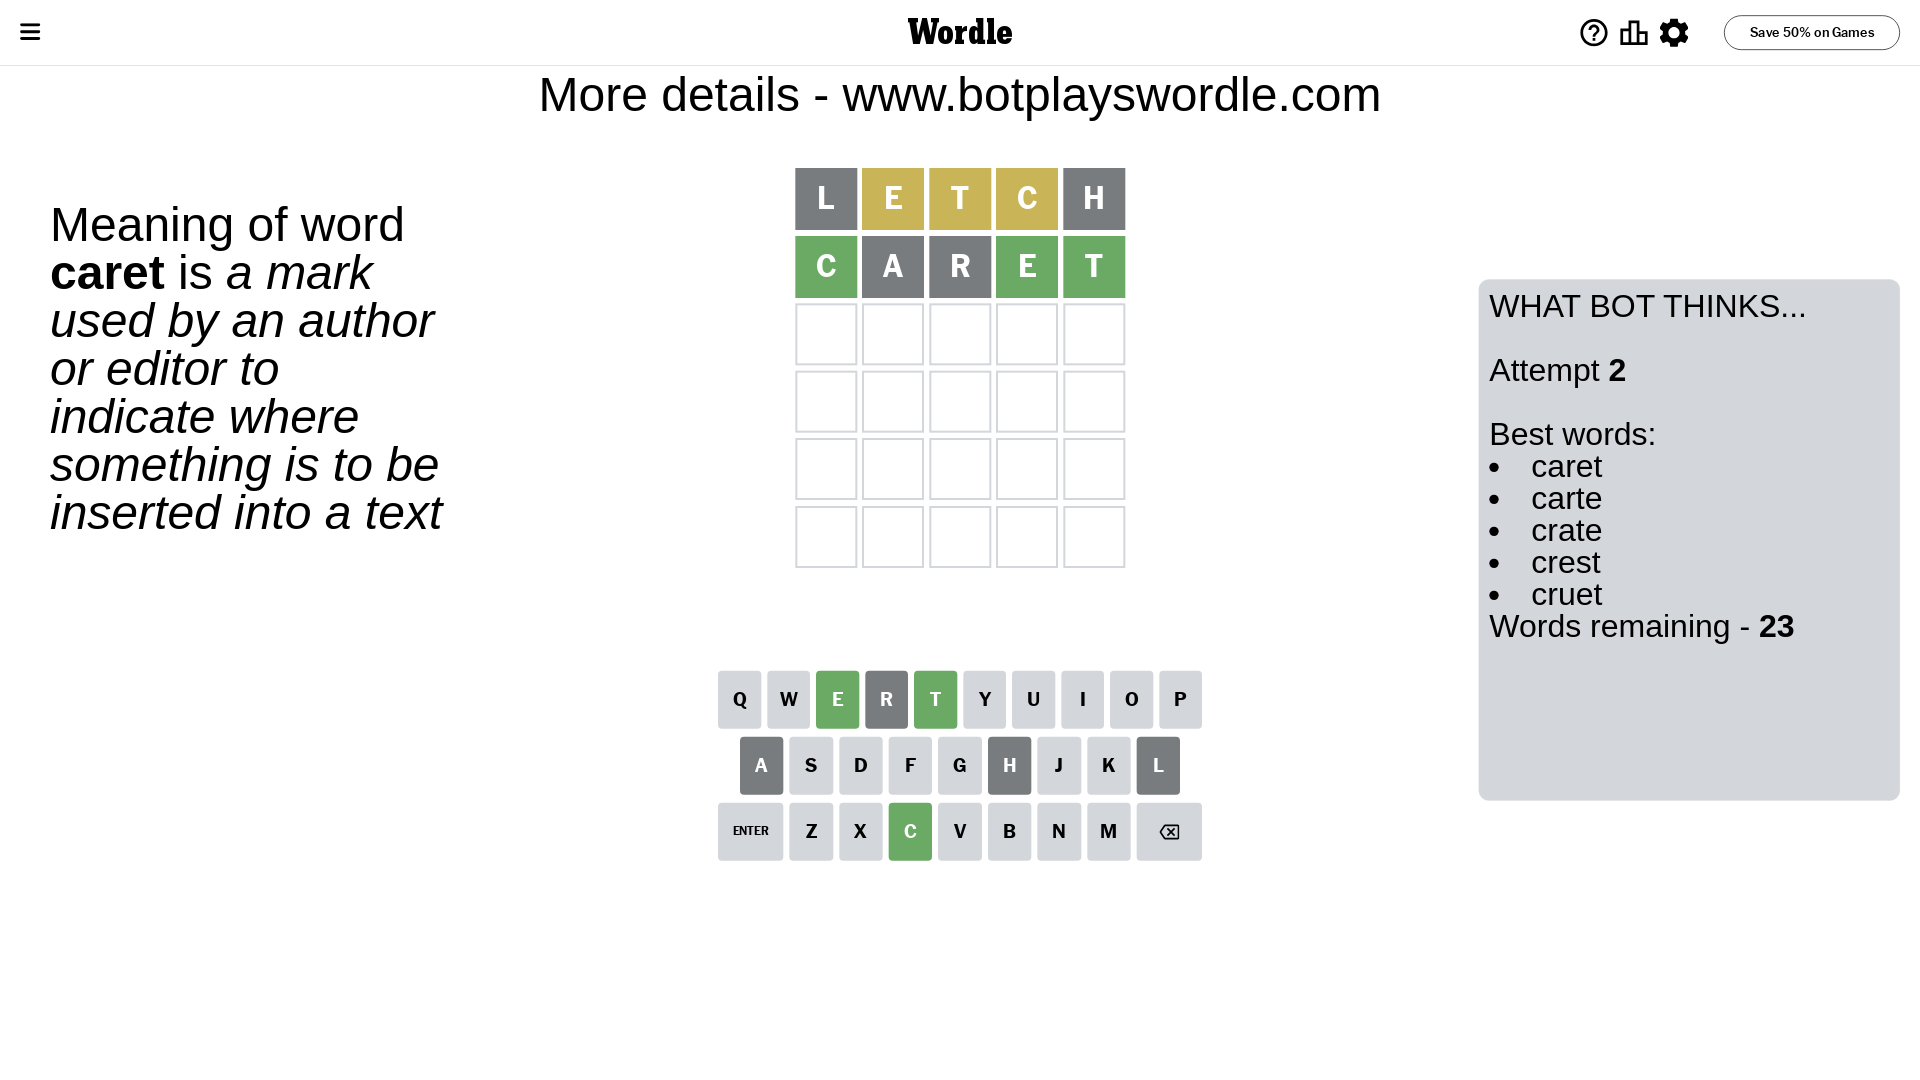 Wordle
Save 50% on Games
More details - www.botplayswordle.com
Meaning of word
caret is a mark
used by an author
or editor to
indicate where
something is to be
inserted into a text
L E T C H
C A R E T
WHAT BOT THINKS...
Attempt 2
Best words:
• caret
• carte
• crate
• crest
• cruet
Words remaining - 23
Q W E R T Y U I O P
A S D F G H J K L
ENTER Z X C V B N M